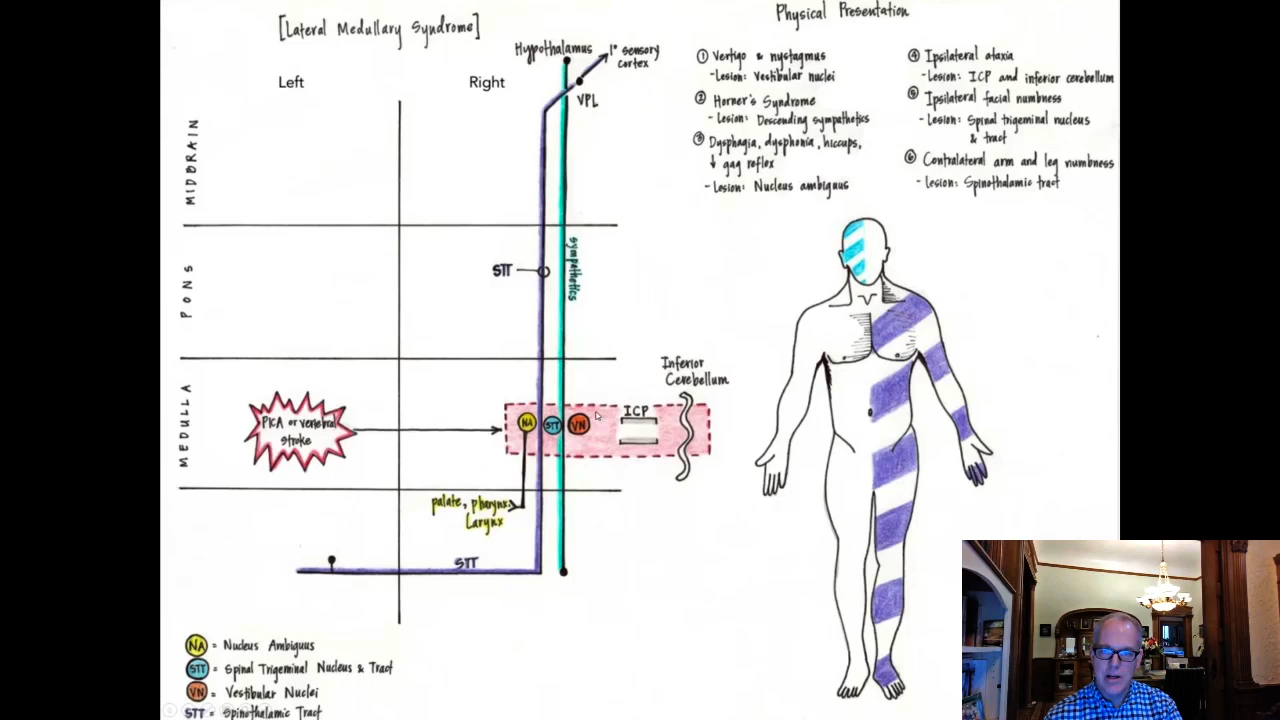 [Lateral Medullary Syndrome]
Left
Right
Hypothalamus
1° sensory
cortex
VPL
MIDBRAIN
PONS
MEDULLA
STT
sympathetics
PICA or vertebral
stroke
NA
STT
VN
ICP
Inferior
Cerebellum
palate, pharynx,
Larynx
STT
NA = Nucleus Ambiguus
STT = Spinal Trigeminal Nucleus & Tract
VN = Vestibular Nuclei
STT = Spinothalamic Tract
Physical Presentation
① Vertigo & nystagmus
- Lesion: Vestibular nuclei
② Horner's Syndrome
- Lesion: Descending sympathetics
③ Dysphagia, dysphonia, hiccups,
↓ gag reflex
- Lesion: Nucleus ambiguus
④ Ipsilateral ataxia
- Lesion: ICP and inferior cerebellum
⑤ Ipsilateral facial numbness
- Lesion: Spinal trigeminal nucleus
& tract
⑥ Contralateral arm and leg numbness
- Lesion: Spinothalamic tract